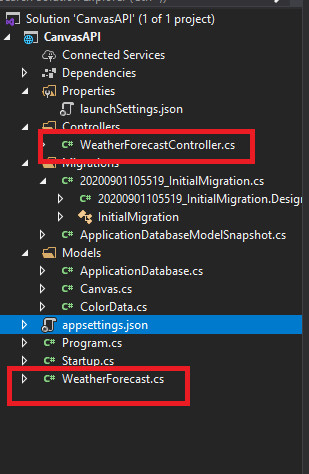 Solution 'CanvasAPI' (1 of 1 project)
CanvasAPI
Connected Services
Dependencies
Properties
launchSettings.json
Controllers
C# WeatherForecastController.cs
Migrations
C# 20200901105519_InitialMigration.cs
C# 20200901105519_InitialMigration.Design
InitialMigration
C# ApplicationDatabaseModelSnapshot.cs
Models
C# ApplicationDatabase.cs
C# Canvas.cs
C# ColorData.cs
appsettings.json
C# Program.cs
C# Startup.cs
C# WeatherForecast.cs